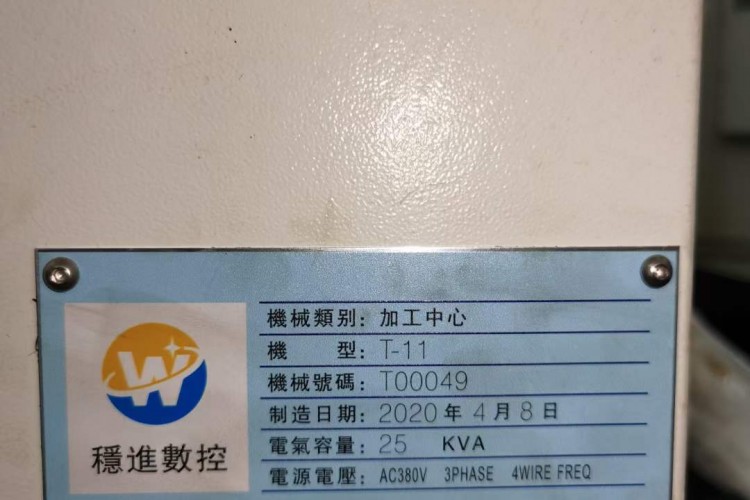 W
穩進數控
機械類别：加工中心
機型：T-11
機械號碼：T00049
制造日期：2020年4月8日
電氣容量：25 KVA
電源電壓：AC380V 3PHASE 4WIRE FREQ